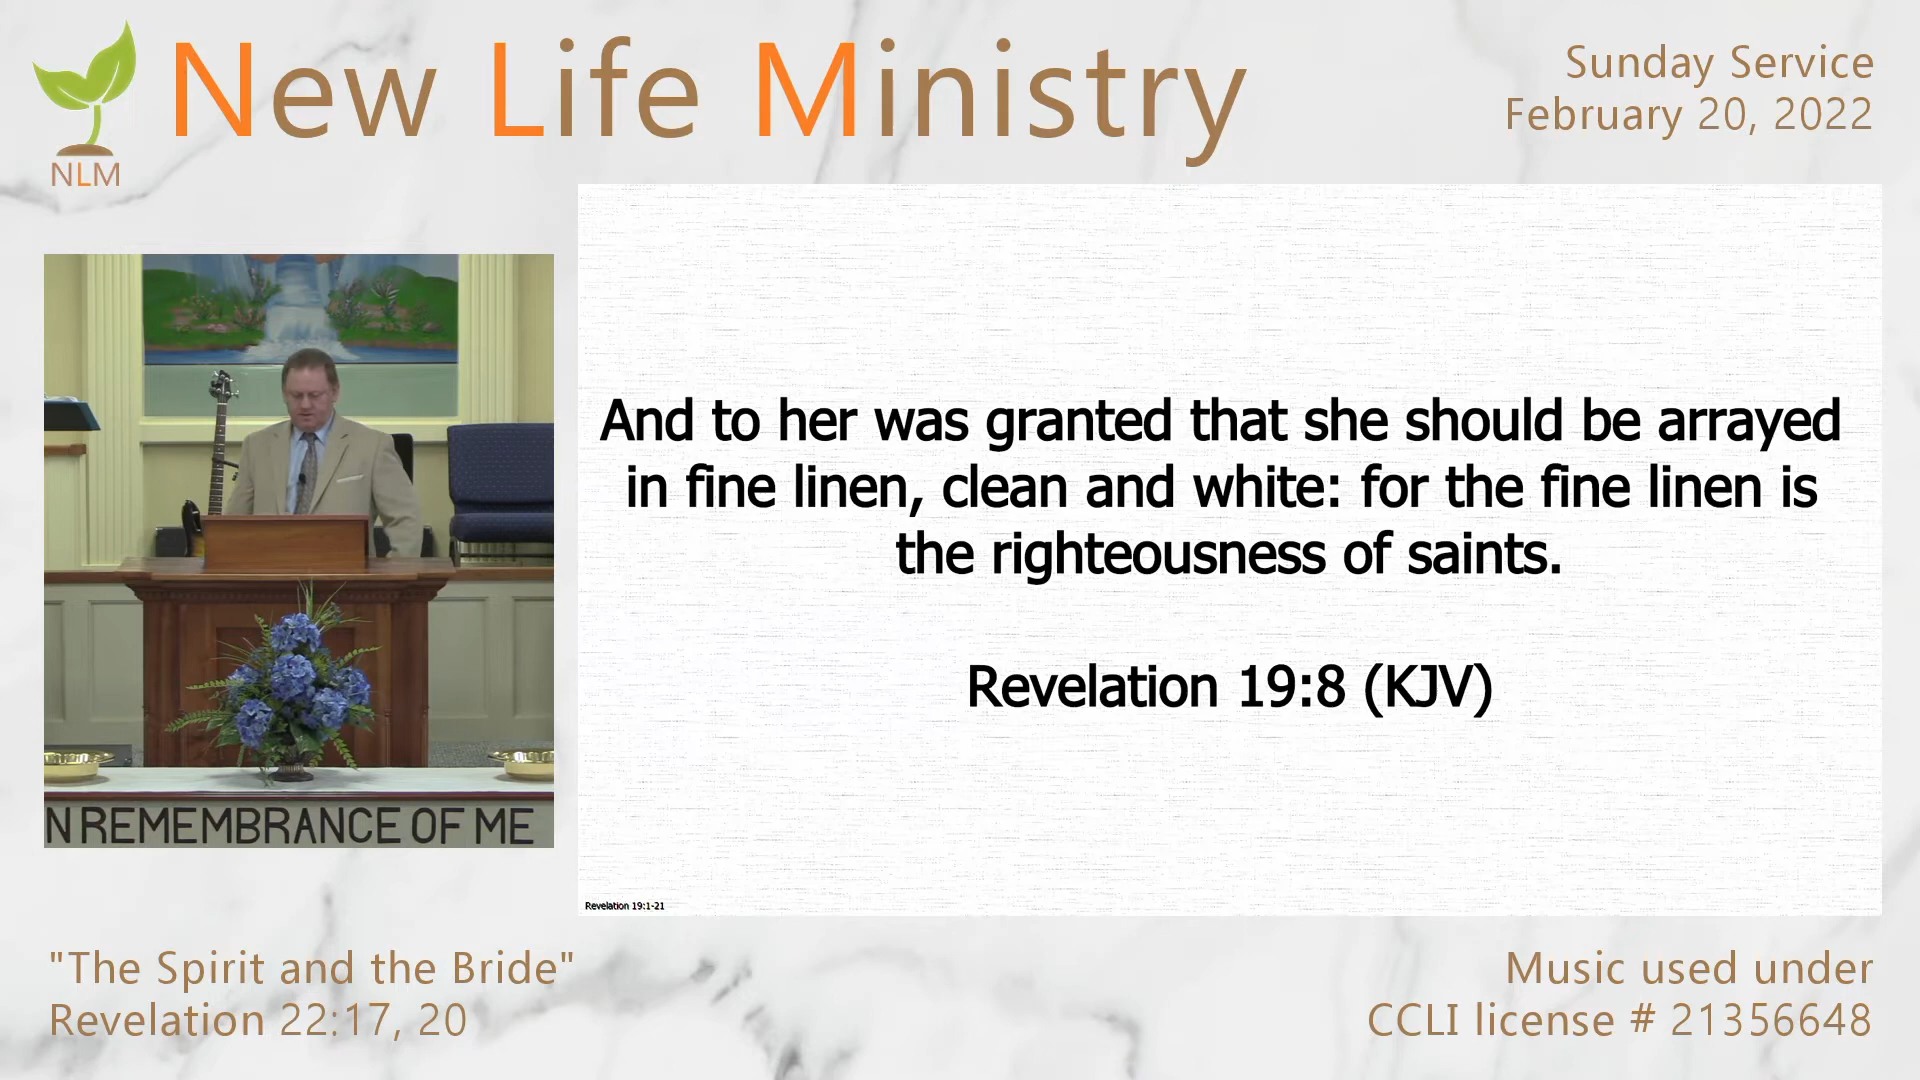 New Life Ministry
NLM
Sunday Service
February 20, 2022
And to her was granted that she should be arrayed
in fine linen, clean and white: for the fine linen is
the righteousness of saints.
Revelation 19:8 (KJV)
Revelation 19:1-21
N REMEMBRANCE OF ME
"The Spirit and the Bride"
Revelation 22:17, 20
Music used under
CCLI license # 21356648